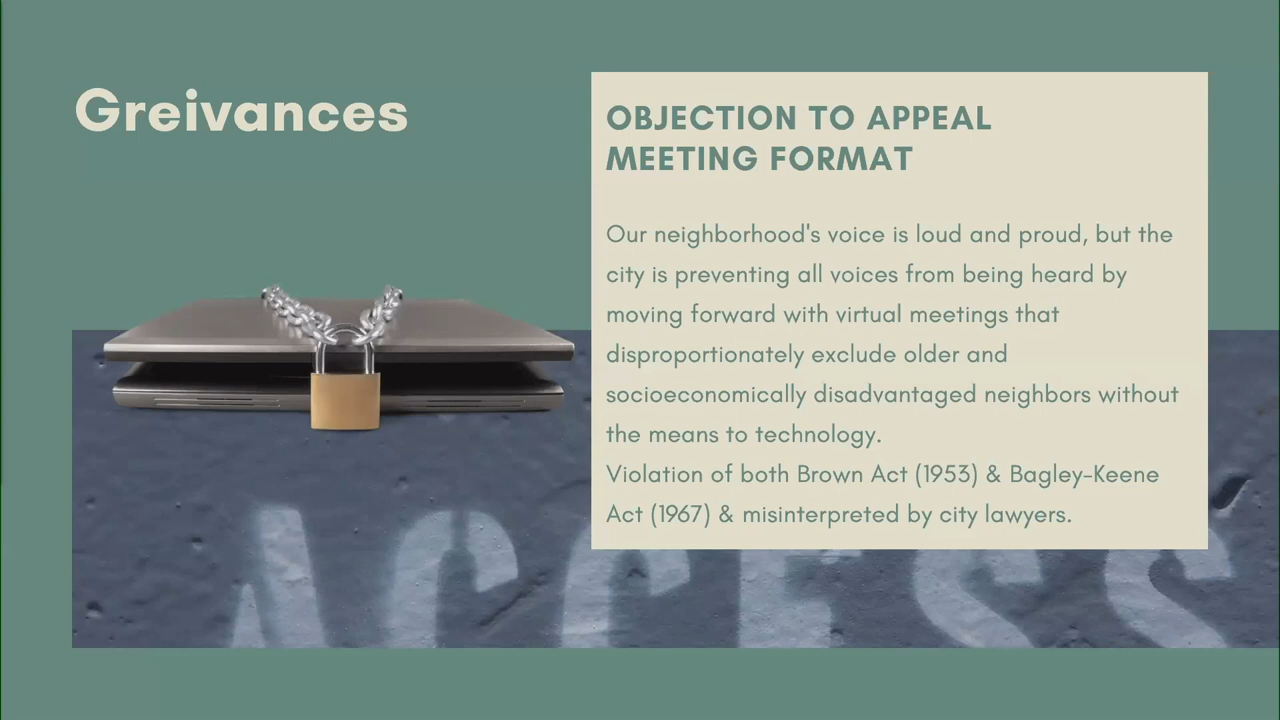 Greivances
OBJECTION TO APPEAL
MEETING FORMAT
Our neighborhood's voice is loud and proud, but the
city is preventing all voices from being heard by
moving forward with virtual meetings that
disproportionately exclude older and
socioeconomically disadvantaged neighbors without
the means to technology.
Violation of both Brown Act (1953) & Bagley-Keene
Act (1967) & misinterpreted by city lawyers.
ACCESS